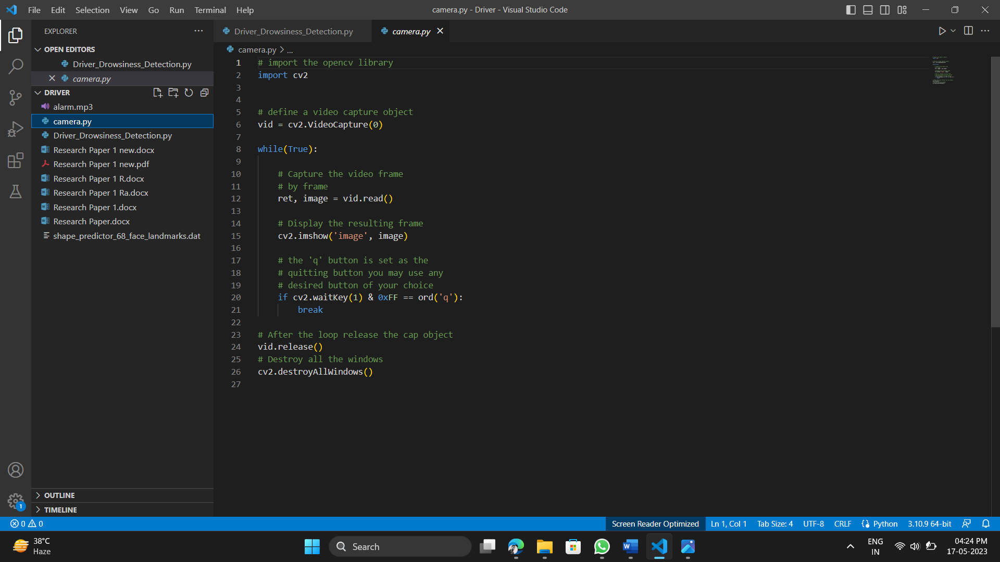 File Edit Selection View Go Run Terminal Help
camera.py - Driver - Visual Studio Code
EXPLORER
OPEN EDITORS
Driver_Drowsiness_Detection.py
camera.py
DRIVER
alarm.mp3
camera.py
Driver_Drowsiness_Detection.py
Research Paper 1 new.docx
Research Paper 1 new.pdf
Research Paper 1 R.docx
Research Paper 1 Ra.docx
Research Paper 1.docx
Research Paper.docx
shape_predictor_68_face_landmarks.dat
OUTLINE
TIMELINE
Driver_Drowsiness_Detection.py camera.py
camera.py > ...
1 # import the opencv library
2 import cv2
3
4
5 # define a video capture object
6 vid = cv2.VideoCapture(0)
7
8 while(True):
9
10 # Capture the video frame
11 # by frame
12 ret, image = vid.read()
13
14 # Display the resulting frame
15 cv2.imshow('image', image)
16
17 # the 'q' button is set as the
18 # quitting button you may use any
19 # desired button of your choice
20 if cv2.waitKey(1) & 0xFF == ord('q'):
21 break
22
23 # After the loop release the cap object
24 vid.release()
25 # Destroy all the windows
26 cv2.destroyAllWindows()
27
1
0 0
Screen Reader Optimized Ln 1, Col 1 Tab Size: 4 UTF-8 CRLF Python 3.10.9 64-bit
38°C
Haze
Search
ENG
IN
04:24 PM
17-05-2023